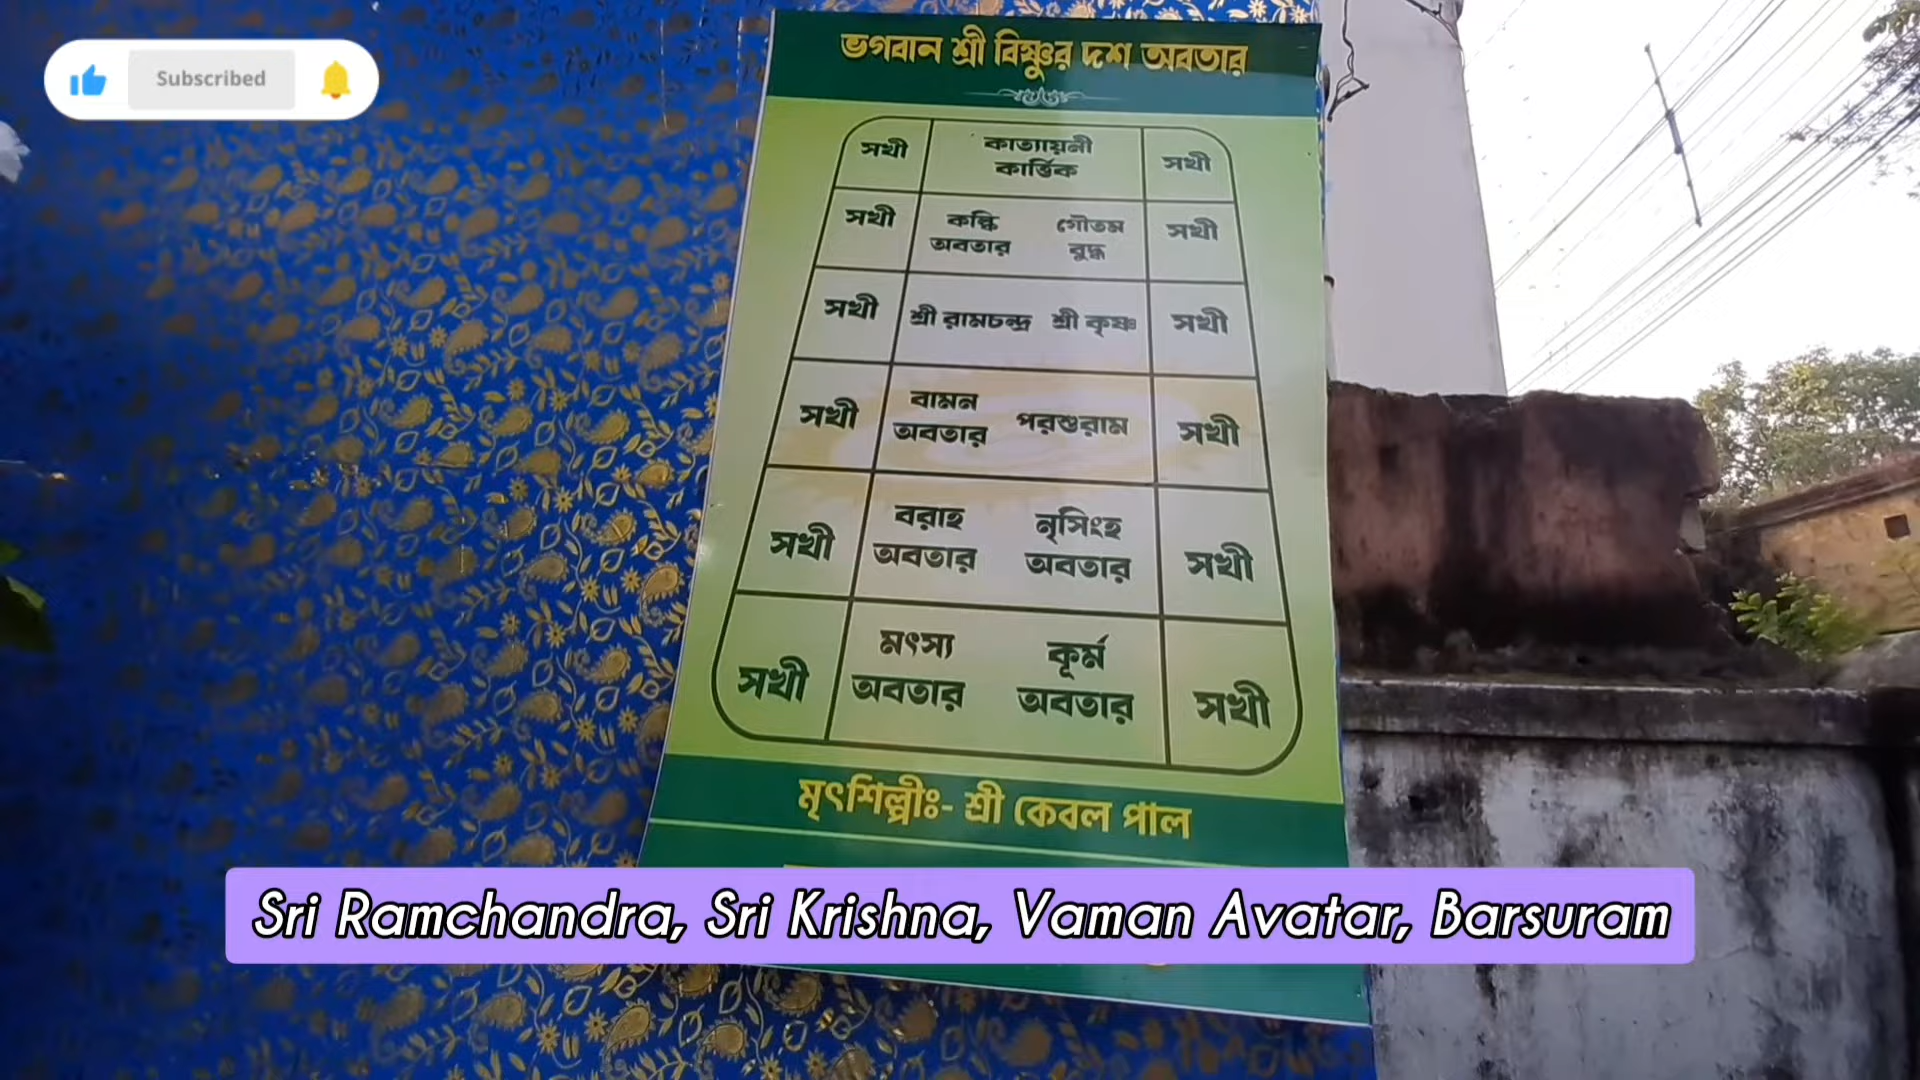 Subscribed
ভগবান শ্রী বিষ্ণুর দশ অবতার
সখী
কাত্যায়নী
কার্ত্তিক
সখী
সখী
কল্কি
অবতার
গৌতম
বুদ্ধ
সখী
সখী
শ্রী রামচন্দ্র
শ্রী কৃষ্ণ
সখী
সখী
বামন
অবতার
পরশুরাম
সখী
সখী
বরাহ
অবতার
নৃসিংহ
অবতার
সখী
সখী
মৎস্য
অবতার
কূর্ম
অবতার
সখী
মৃৎশিল্পীঃ- শ্রী কেবল পাল
Sri Ramchandra, Sri Krishna, Vaman Avatar, Barsuram